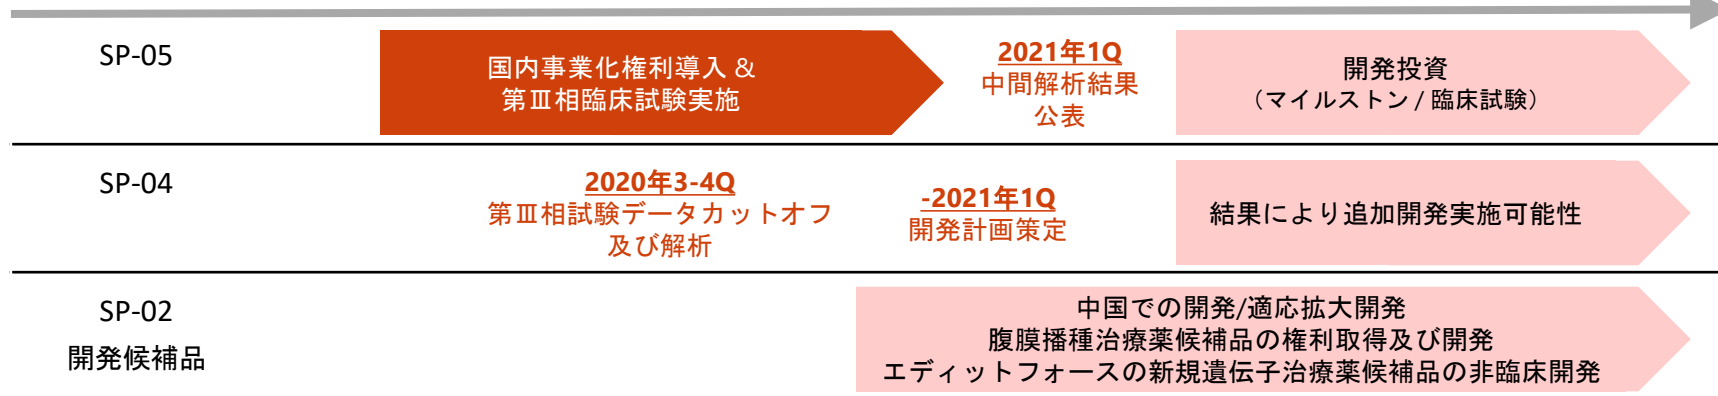 SP-05
国内事業化権利導入 &
第Ⅲ相臨床試験実施
2021年1Q
中間解析結果
公表
開発投資
（マイルストン / 臨床試験）
SP-04
2020年3-4Q
第Ⅲ相試験データカットオフ
及び解析
-2021年1Q
開発計画策定
結果により追加開発実施可能性
SP-02
開発候補品
中国での開発/適応拡大開発
腹膜播種治療薬候補品の権利取得及び開発
エディットフォースの新規遺伝子治療薬候補品の非臨床開発